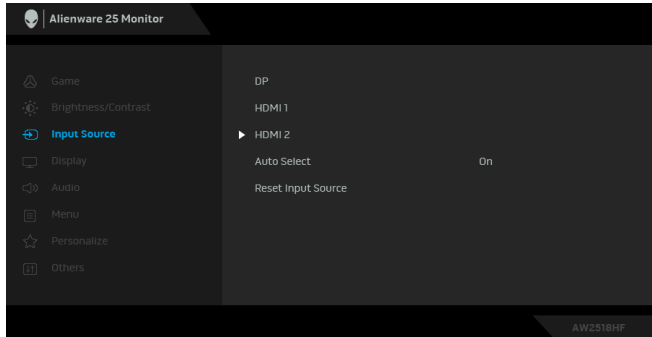 Alienware 25 Monitor
Game
Brightness/Contrast
Input Source
Display
Audio
Menu
Personalize
Others
DP
HDMI 1
HDMI 2
Auto Select On
Reset Input Source
AW2518HF